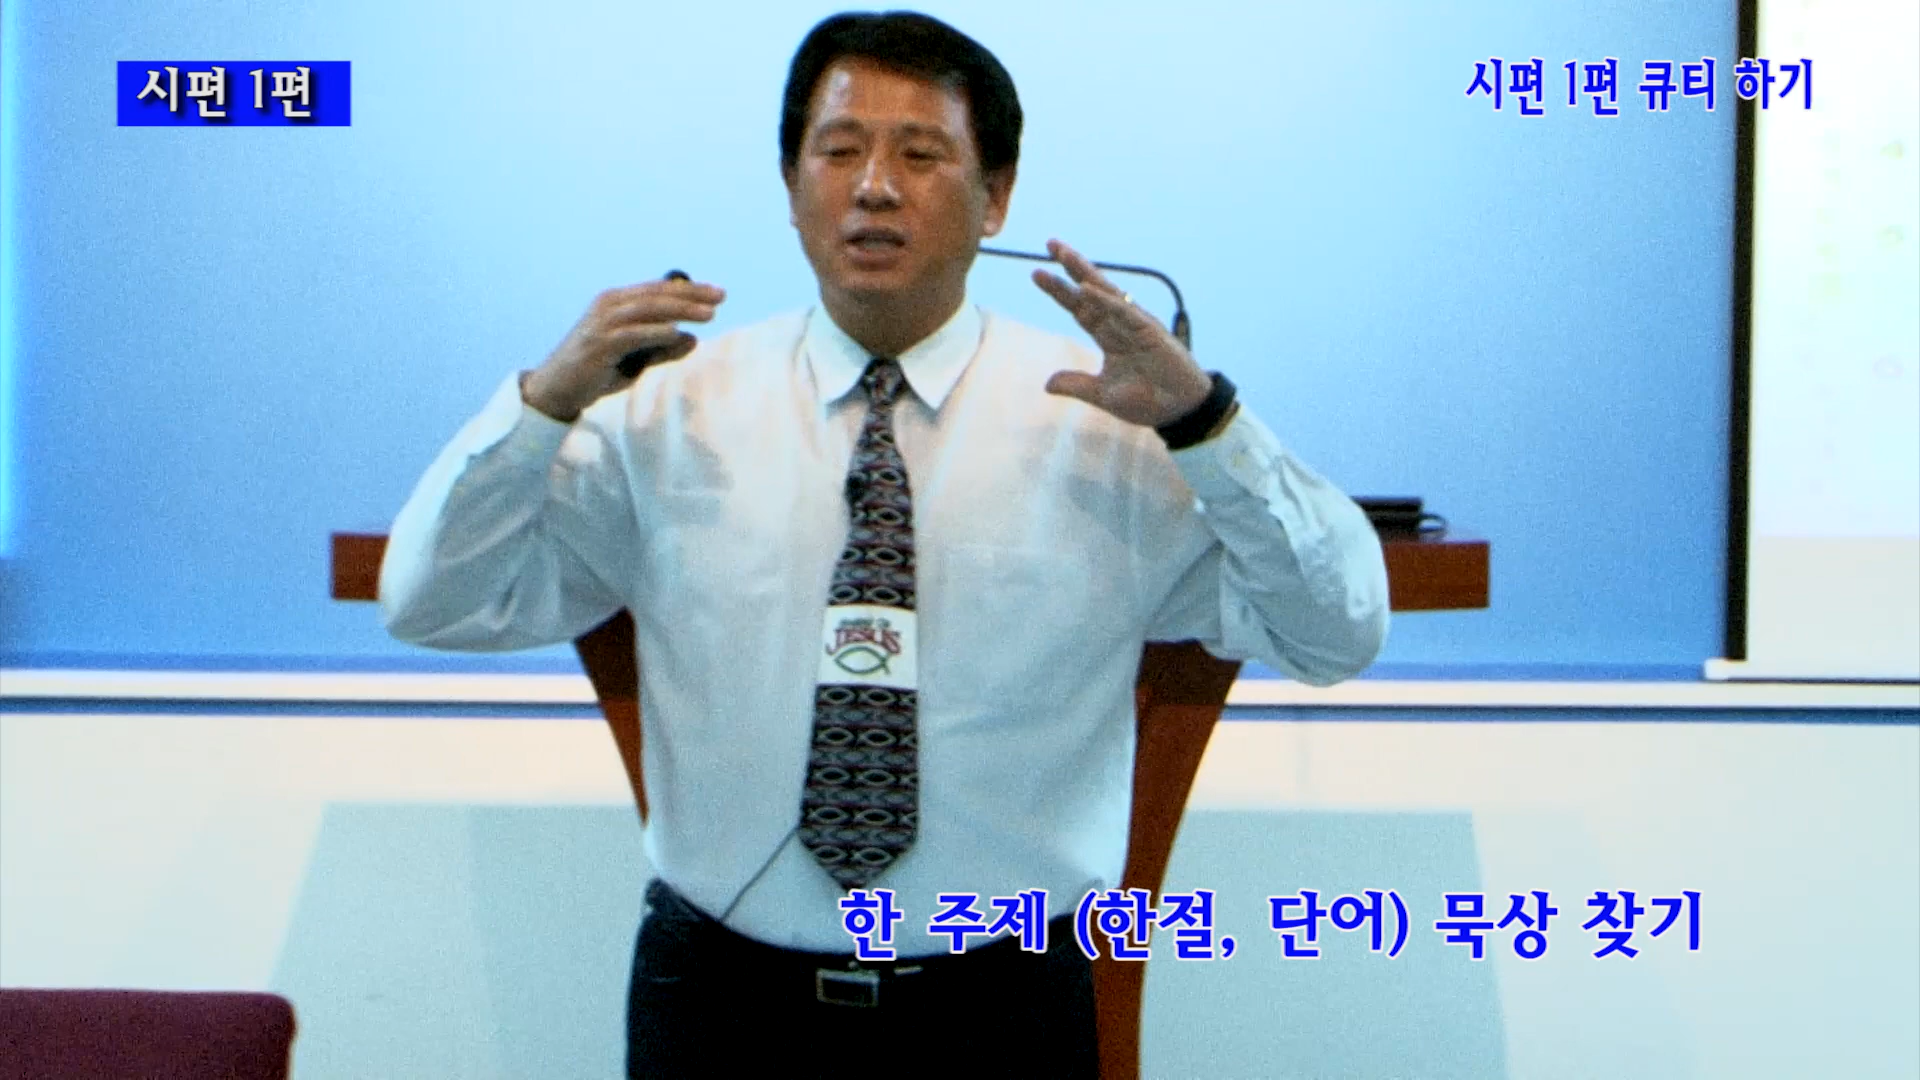 시편 1편
시편 1편 큐티 하기
JESUS
한 주제 (한절, 단어) 묵상 찾기